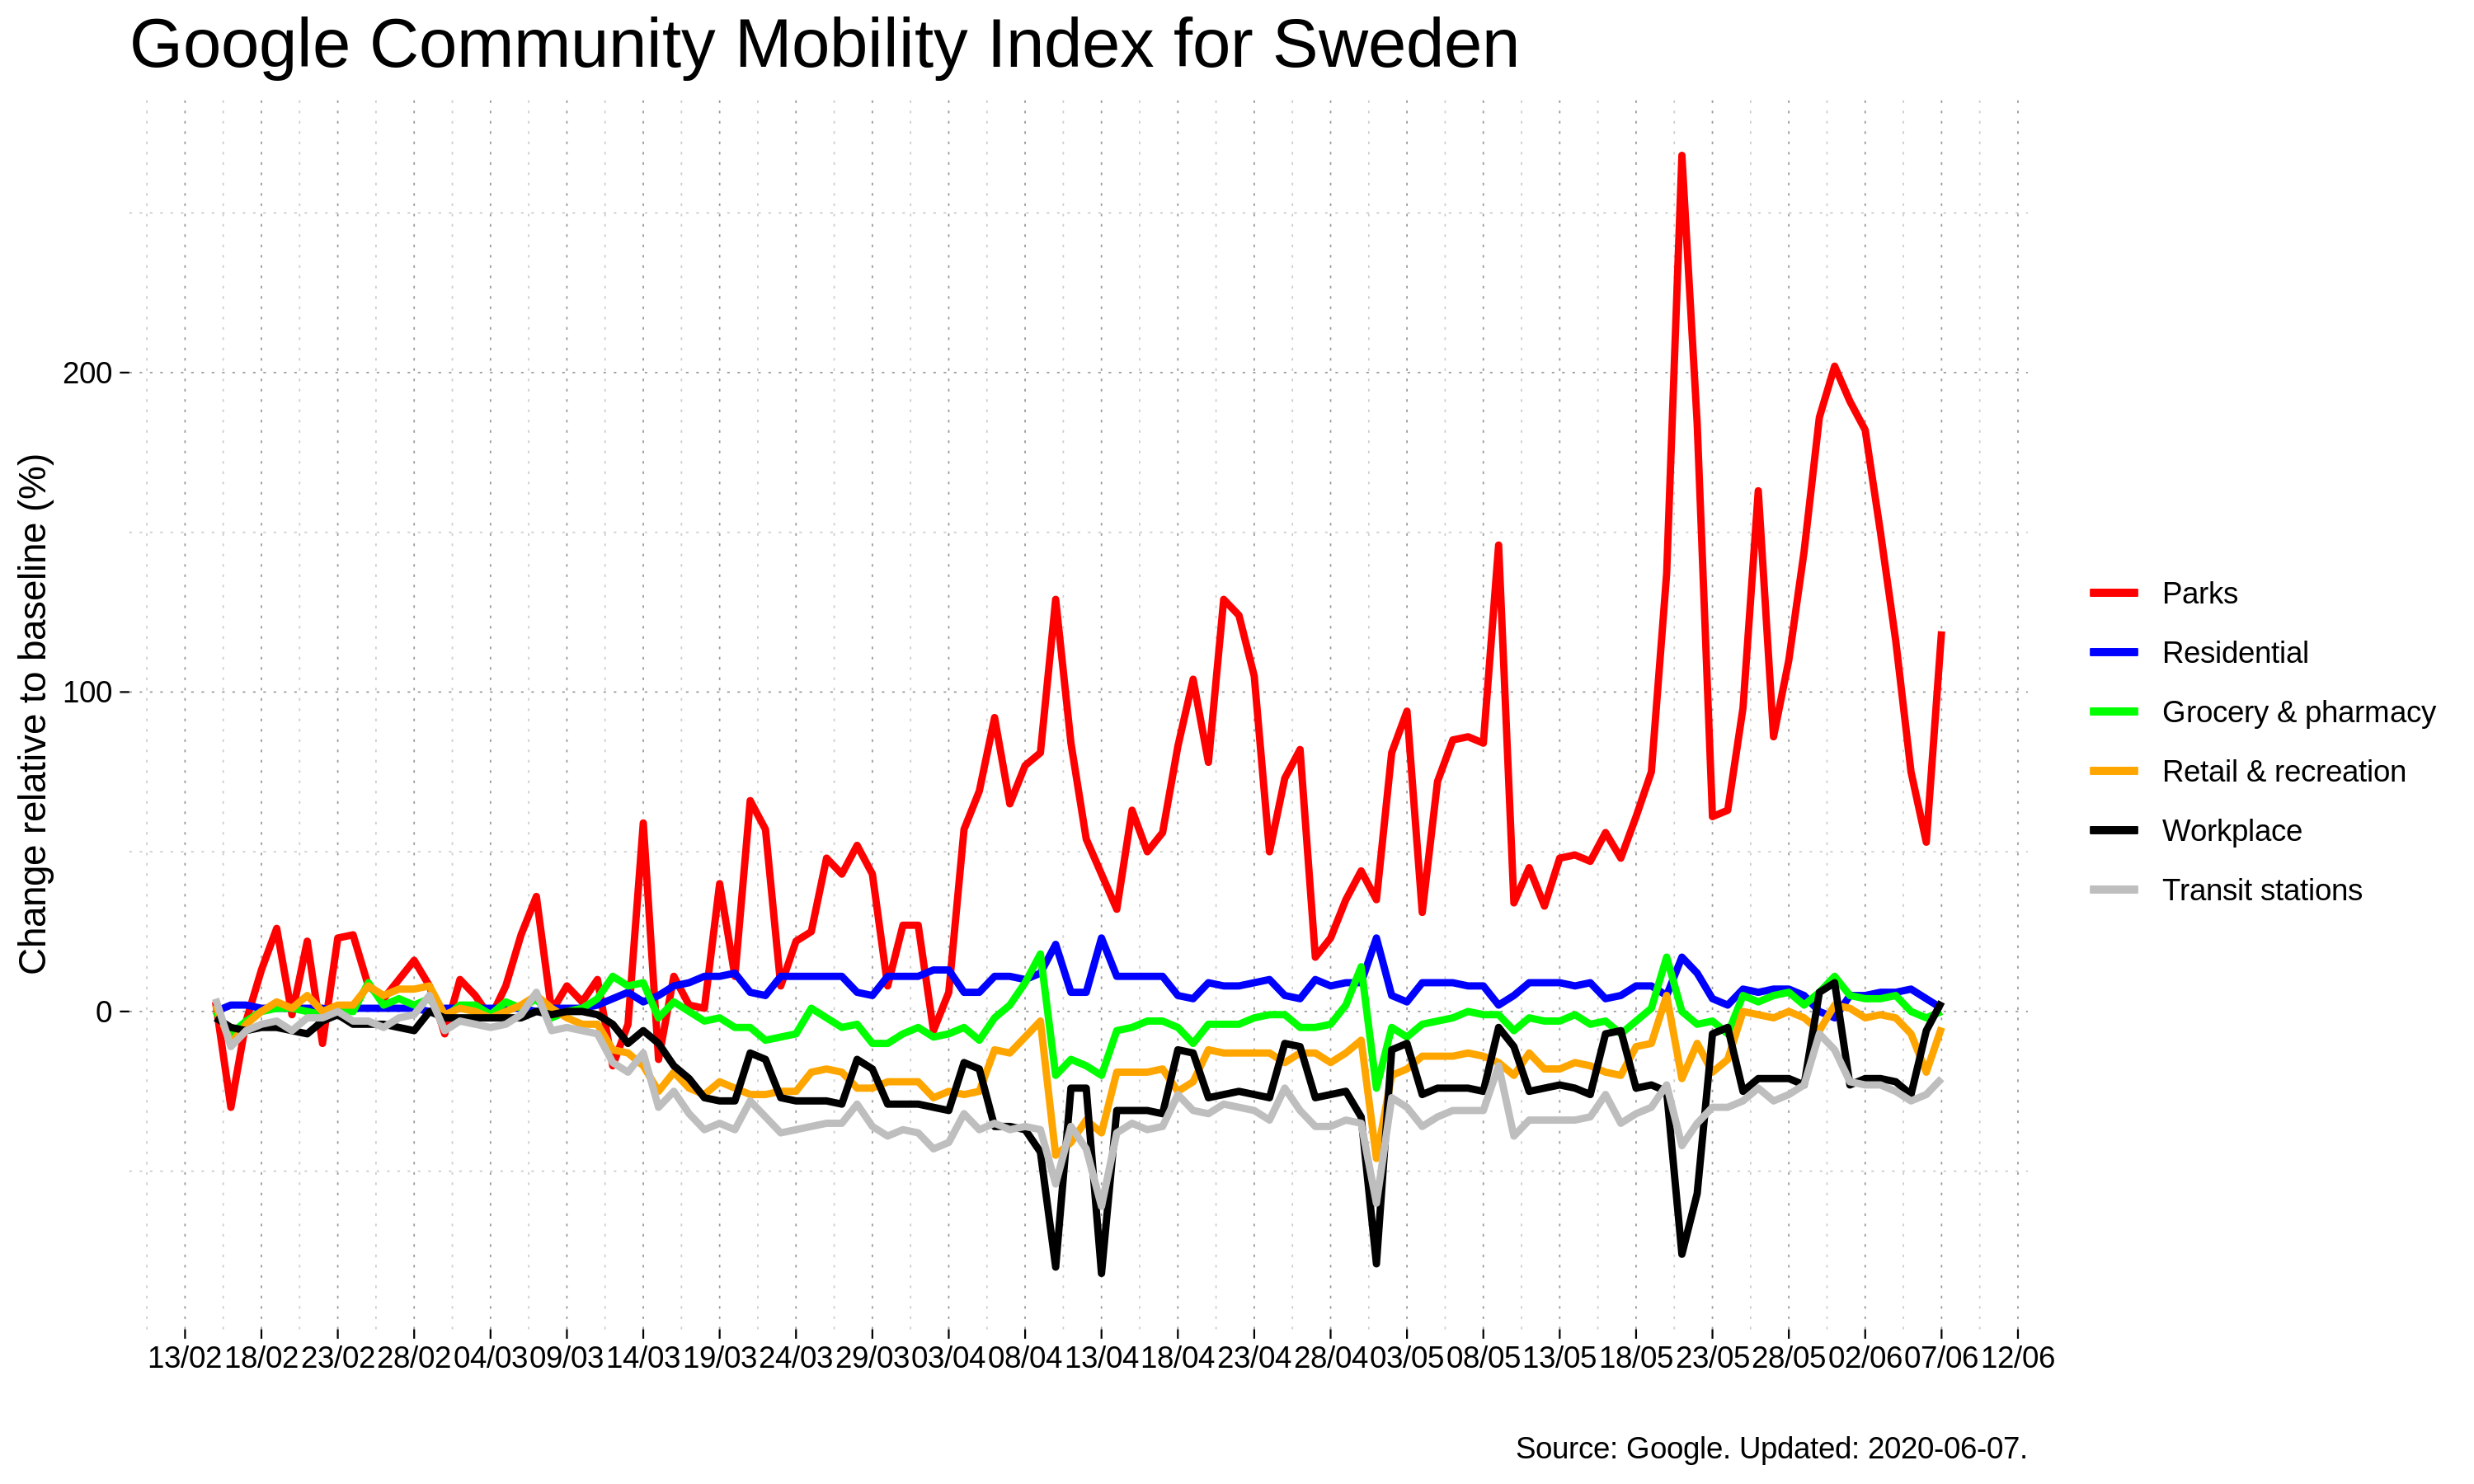 Google Community Mobility Index for Sweden
Change relative to baseline (%)
200
100
0
13/02 18/02 23/02 28/02 04/03 09/03 14/03 19/03 24/03 29/03 03/04 08/04 13/04 18/04 23/04 28/04 03/05 08/05 13/05 18/05 23/05 28/05 02/06 07/06 12/06
Parks
Residential
Grocery & pharmacy
Retail & recreation
Workplace
Transit stations
Source: Google. Updated: 2020-06-07.